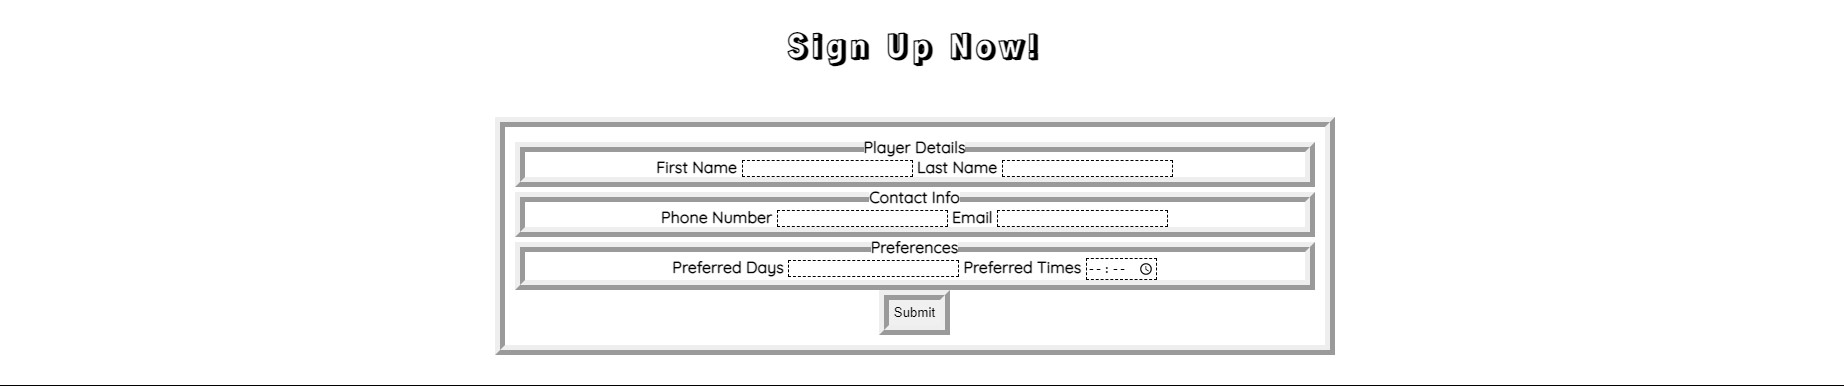 Sign Up Now!
Player Details
First Name Last Name
Contact Info
Phone Number Email
Preferences
Preferred Days Preferred Times --:--
Submit